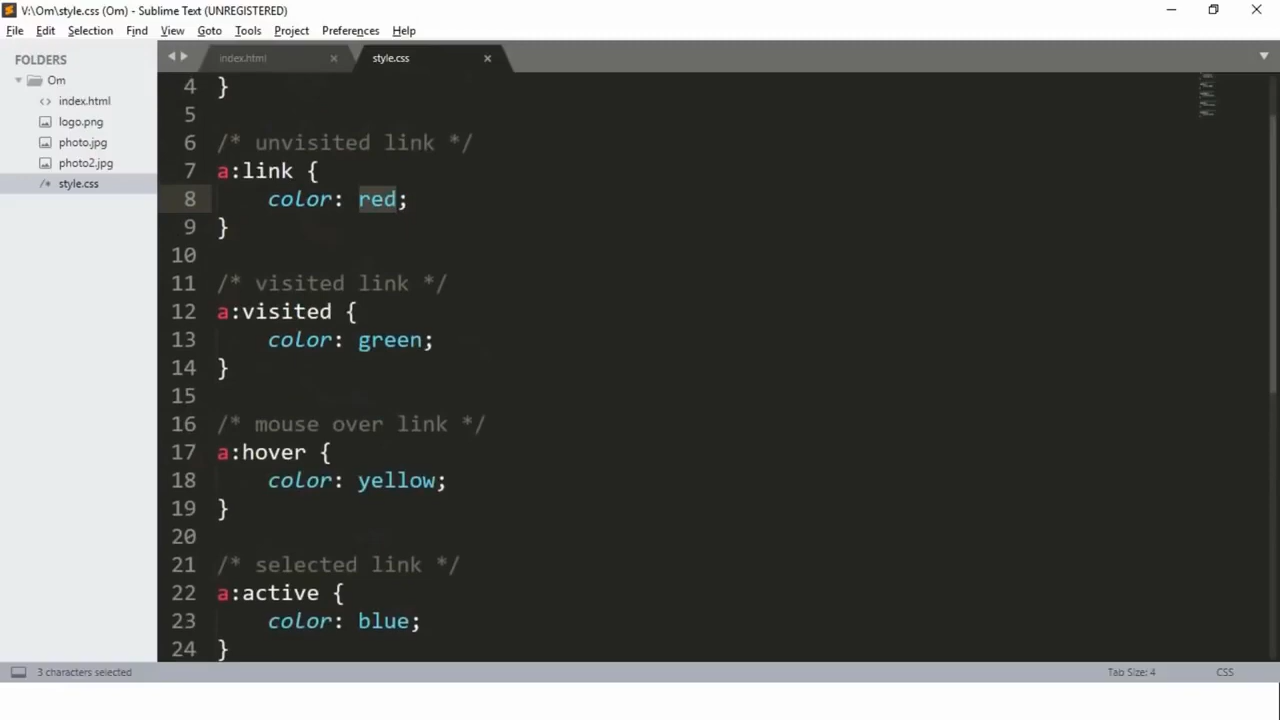 V:\Om\style.css (Om) - Sublime Text (UNREGISTERED)
File Edit Selection Find View Goto Tools Project Preferences Help
FOLDERS
Om
index.html
logo.png
photo.jpg
photo2.jpg
style.css
index.html style.css
4 }
5
6 /* unvisited link */
7 a:link {
8 color: red;
9 }
10
11 /* visited link */
12 a:visited {
13 color: green;
14 }
15
16 /* mouse over link */
17 a:hover {
18 color: yellow;
19 }
20
21 /* selected link */
22 a:active {
23 color: blue;
24 }
3 characters selected Tab Size: 4 CSS